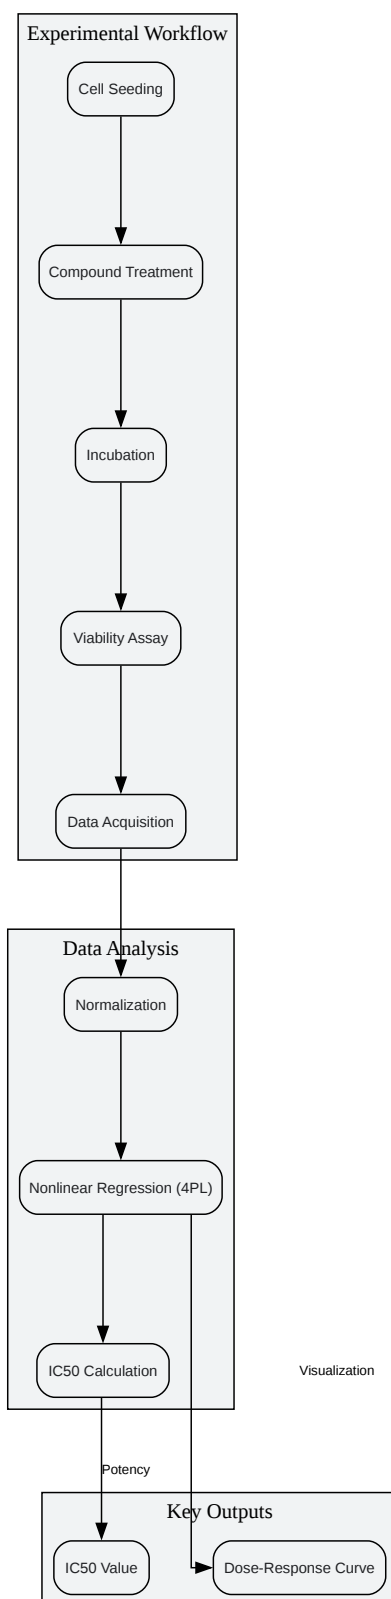 Experimental Workflow
Cell Seeding
Compound Treatment
Incubation
Viability Assay
Data Acquisition
Data Analysis
Normalization
Nonlinear Regression (4PL)
IC50 Calculation
Visualization
Potency
Key Outputs
IC50 Value
Dose-Response Curve